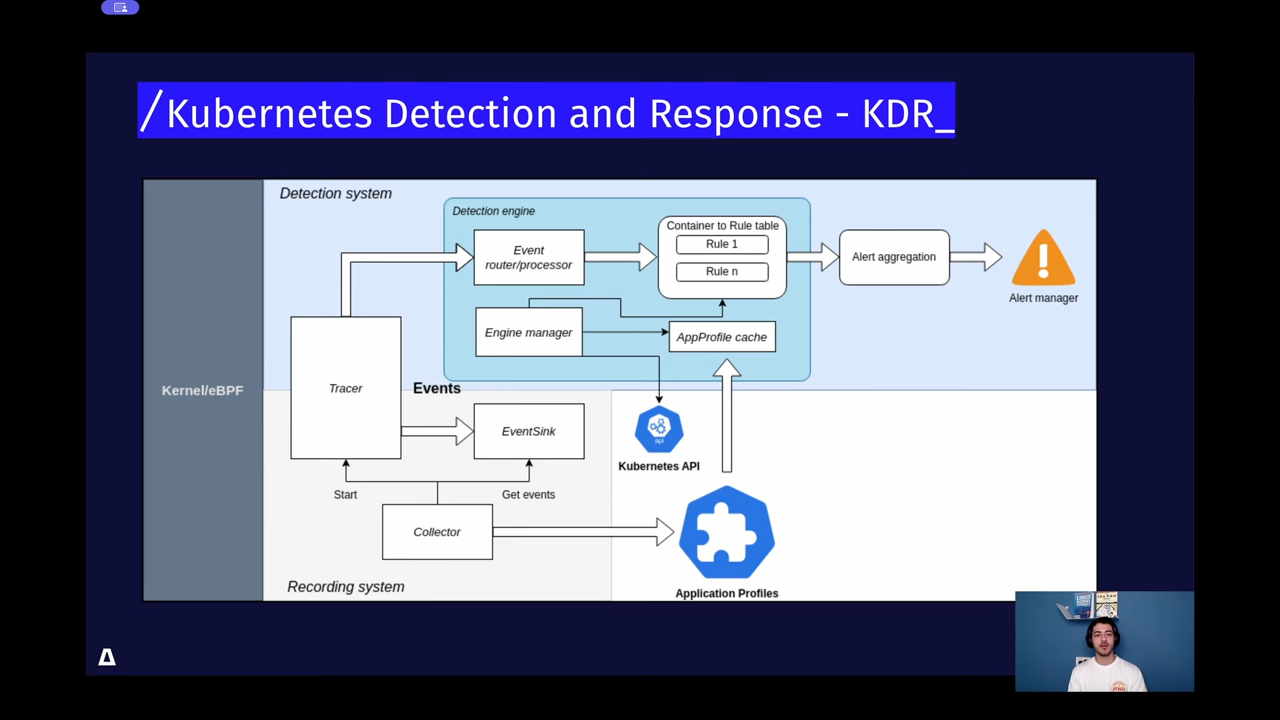 /Kubernetes Detection and Response - KDR_
Detection system
Detection engine
Event
router/processor
Container to Rule table
Rule 1
Rule n
Alert aggregation
Alert manager
Engine manager
AppProfile cache
Kernel/eBPF
Tracer
Events
EventSink
api
Kubernetes API
Start
Get events
Collector
Application Profiles
Recording system